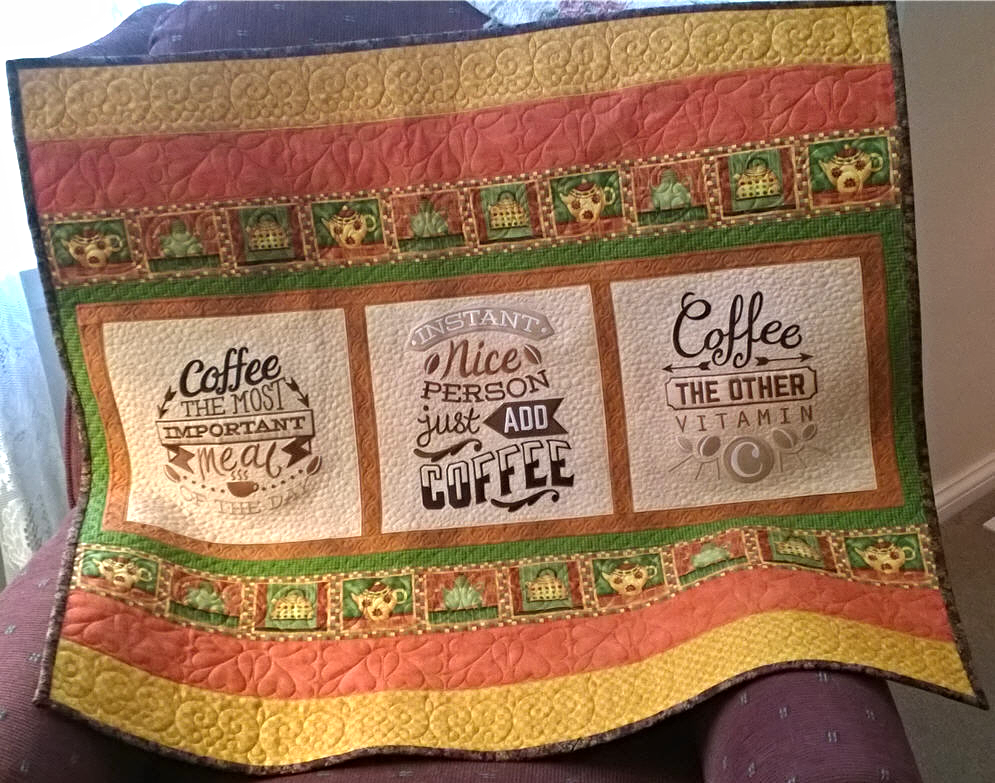 Coffee
THE MOST
IMPORTANT
meal
OF THE DAY
INSTANT
Nice
PERSON
just ADD
COFFEE
Coffee
THE OTHER
VITAMIN
C